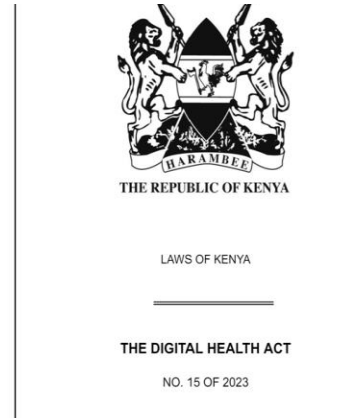 HARAMBEE
THE REPUBLIC OF KENYA
LAWS OF KENYA
THE DIGITAL HEALTH ACT
NO. 15 OF 2023